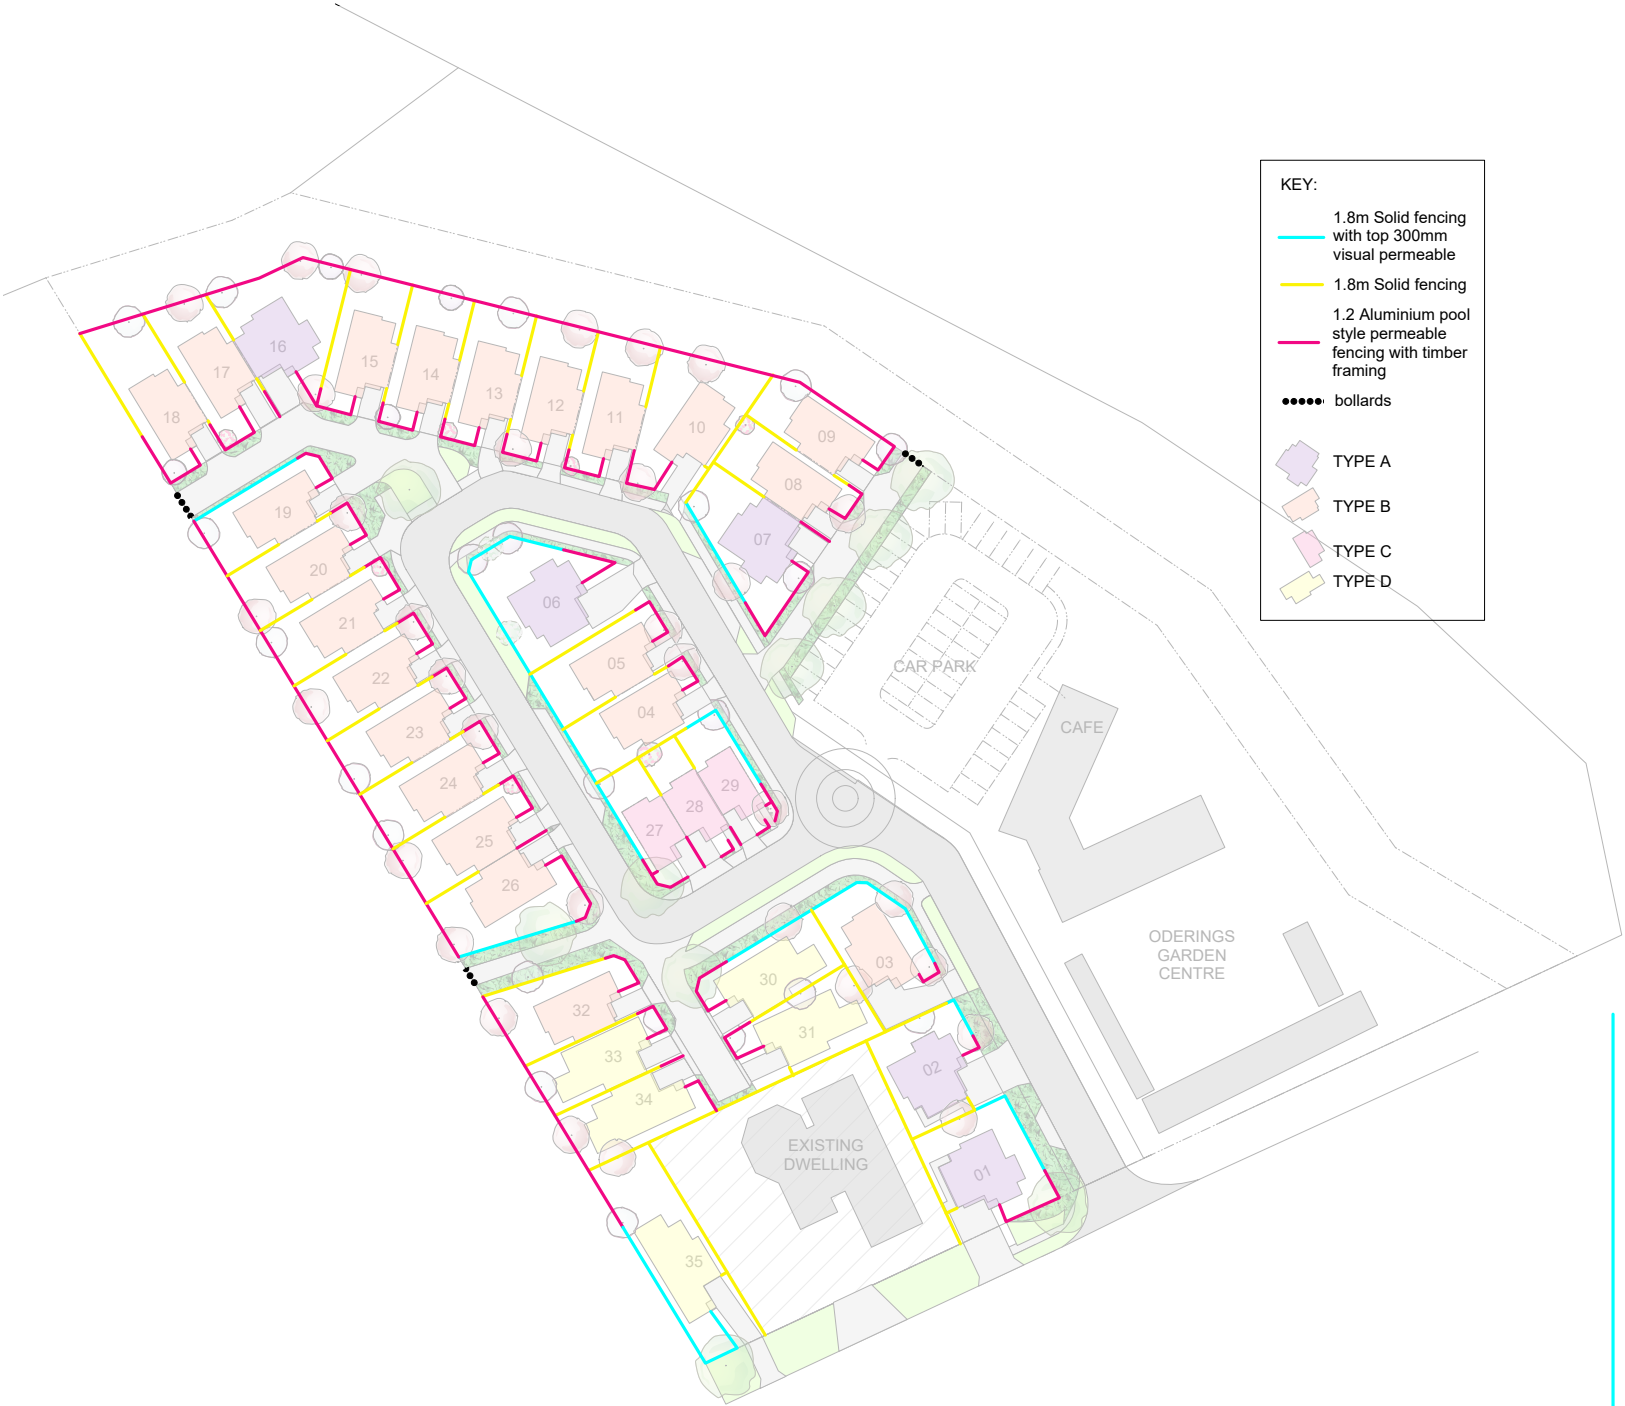 KEY:
1.8m Solid fencing
with top 300mm
visual permeable
1.8m Solid fencing
1.2 Aluminium pool
style permeable
fencing with timber
framing
bollards
TYPE A
TYPE B
TYPE C
TYPE D
16
17
18
15
14
13
12
11
10
09
08
07
19
20
21
22
23
24
25
26
06
05
04
29
28
27
CAR PARK
CAFE
ODERINGS
GARDEN
CENTRE
03
30
31
32
33
34
02
01
EXISTING
DWELLING
35